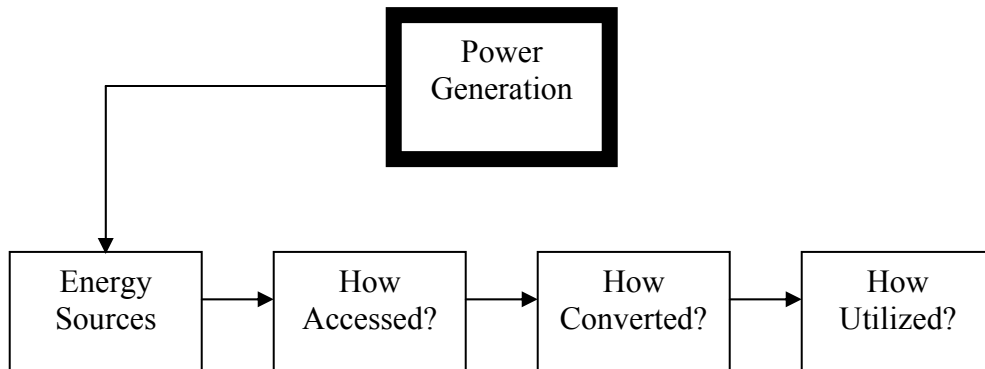 Power
Generation
Energy
Sources
How
Accessed?
How
Converted?
How
Utilized?